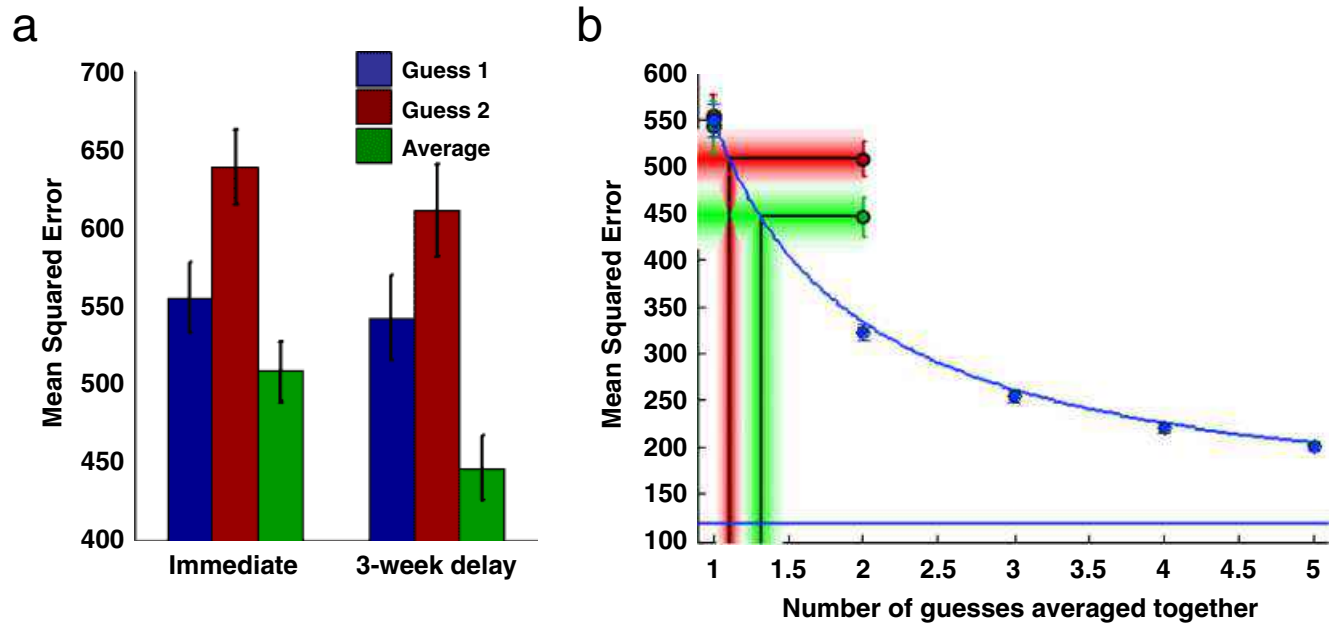 a
700
650
600
550
500
450
400
Mean Squared Error
Guess 1
Guess 2
Average
Immediate
3-week delay
b
600
550
500
450
400
350
300
250
200
150
100
Mean Squared Error
1 1.5 2 2.5 3 3.5 4 4.5 5
Number of guesses averaged together